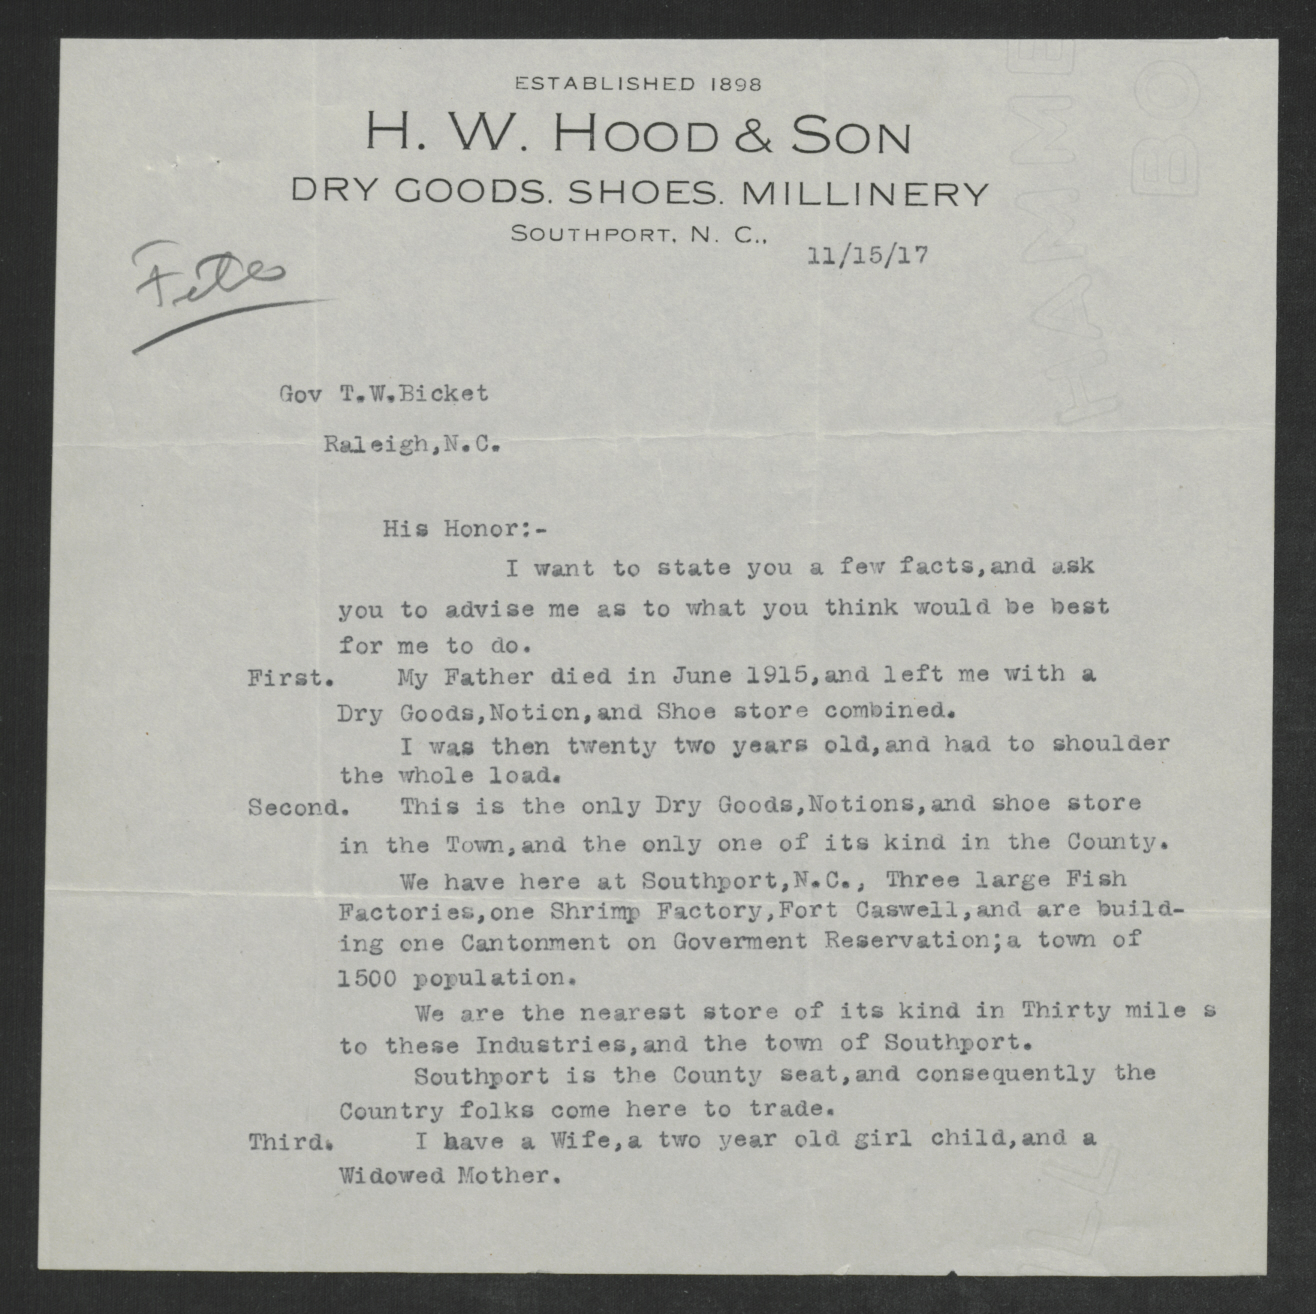 ESTABLISHED 1898
H. W. HOOD & SON
DRY GOODS. SHOES. MILLINERY
SOUTHPORT, N. C.,
11/15/17
Gov T.W.Bicket
Raleigh,N.C.
His Honor:-
I want to state you a few facts,and ask
you to advise me as to what you think would be best
for me to do.
First. My Father died in June 1915,and left me with a
Dry Goods,Notion,and Shoe store combined.
I was then twenty two years old,and had to shoulder
the whole load.
Second. This is the only Dry Goods,Notions,and shoe store
in the Town,and the only one of its kind in the County.
We have here at Southport,N.C., Three large Fish
Factories,one Shrimp Factory,Fort Caswell,and are build-
ing one Cantonment on Goverment Reservation;a town of
1500 population.
We are the nearest store of its kind in Thirty mile s
to these Industries,and the town of Southport.
Southport is the County seat,and consequently the
Country folks come here to trade.
Third. I have a Wife,a two year old girl child,and a
Widowed Mother.